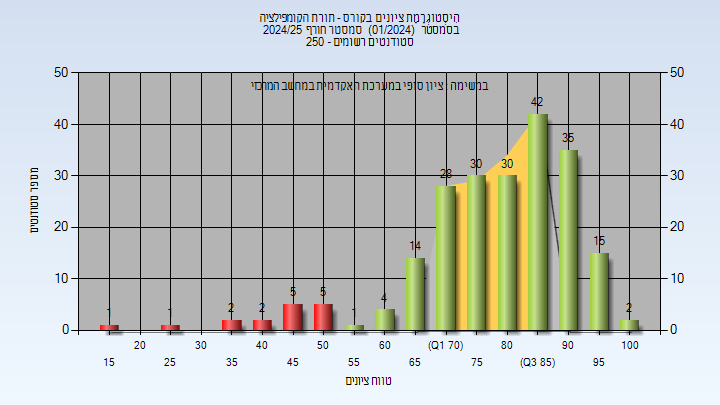 היסטוגרמת ציונים בקורס - תורת הקומפילציה
בסמסטר (01/2024) סמסטר חורף 2024/25
סטודנטים רשומים - 250
במשימה : ציון סופי במערכת האקדמית במחשב המרכזי
מספר סטודנטים
50 50
40 40
30 30
20 20
10 10
0 0
1 1 2 2 5 5 1 4 14 28 30 30 42 35 15 2
20 30 40 50 60 (Q1 70) 80 90 100
15 25 35 45 55 65 75 (Q3 85) 95
טווח ציונים